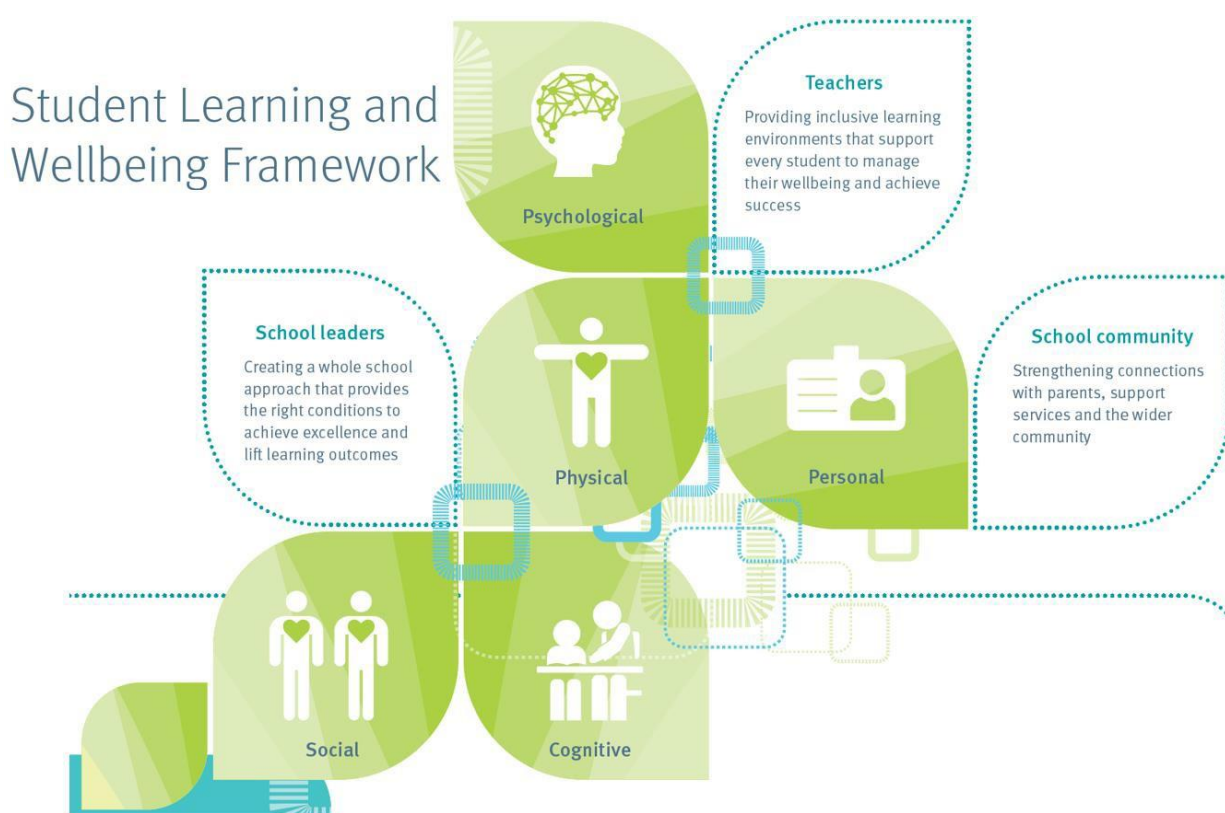 Student Learning and
Wellbeing Framework
Psychological
Teachers
Providing inclusive learning
environments that support
every student to manage
their wellbeing and achieve
success
School leaders
Creating a whole school
approach that provides
the right conditions to
achieve excellence and
lift learning outcomes
Physical
Personal
School community
Strengthening connections
with parents, support
services and the wider
community
Social
Cognitive